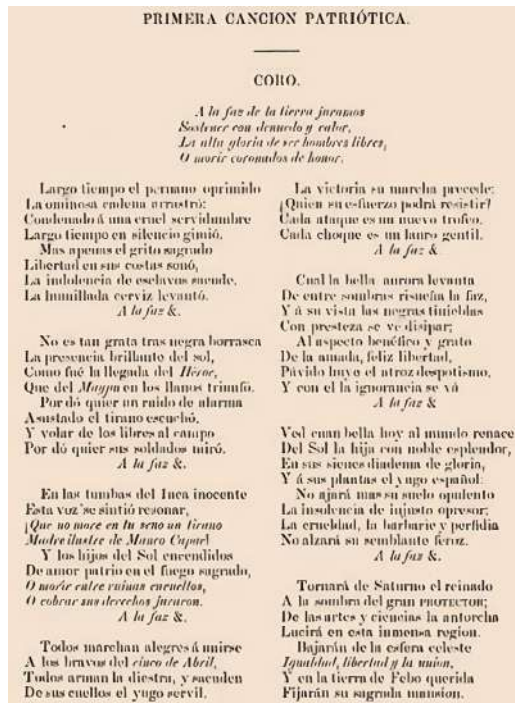 PRIMERA CANCION PATRIÓTICA.
CORO.
A la faz de la tierra juramos
Sostener con denuedo y valor,
La alta gloria de ser hombres libres,
O morir coronados de honor.
Largo tiempo el peruano oprimido
La ominosa cadena arrastró:
Condenado á una cruel servidumbre
Largo tiempo en silencio gimió.
Mas apenas el grito sagrado
Libertad en sus costas sonó,
La indolencia de esclavos sacude,
La humillada cerviz levantó.
A la faz &.
No es tan grata tras negra borrasca
La presencia brillante del sol,
Como fué la llegada del Héroe,
Que del Maypu en los llanos triunfó.
Por dó quier un ruido de alarma
Asustado el tirano escuchó,
Y volar de los libres al campo
Por dó quier sus soldados miró.
A la faz &.
En las tumbas del Inca inocente
Esta voz se sintió resonar,
¡Que no more en tu seno un tirano
Madre ilustre de Manco Capac!
Y los hijos del Sol encendidos
De amor patrio en el fuego sagrado,
O morir entre ruinas envueltos,
O cobrar sus derechos juraron.
A la faz &.
Todos marchan alegres á unirse
A los bravos del cinco de Abril,
Todos arman la diestra, y sacuden
De sus cuellos el yugo servil.
La victoria su marcha precede:
¿Quien su esfuerzo podrá resistir?
Cada ataque es un nuevo trofeo,
Cada choque es un lauro gentil.
A la faz &.
Cual la bella aurora levanta
De entre sombras risueña la faz,
Y á su vista las negras tinieblas
Con presteza se ve disipar;
Al aspecto benéfico y grato
De la amada, feliz libertad,
Pávido huye el atroz despotismo,
Y con el la ignorancia se vá
A la faz &.
Ved cuan bella hoy al mundo renace
Del Sol la hija con noble esplendor,
En sus sienes diadema de gloria,
Y á sus plantas el yugo español:
No ajará mas su suelo opulento
La insolencia de injusto opresor;
La crueldad, la barbarie y perfidia
No alzará su semblante feroz.
A la faz &.
Tornará de Saturno el reinado
A la sombra del gran PROTECTOR;
De las artes y ciencias la antorcha
Lucirá en esta inmensa region.
Bajarán de la esfera celeste
Igualdad, libertad y la union,
Y en la tierra de Febo querida
Fijarán su sagrada mansion.